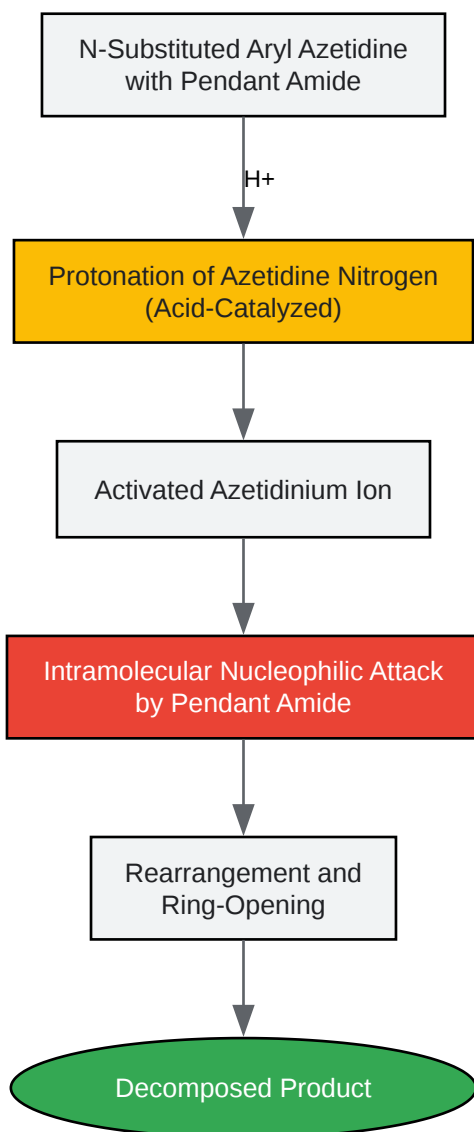 N-Substituted Aryl Azetidine
with Pendant Amide
H+
Protonation of Azetidine Nitrogen
(Acid-Catalyzed)
Activated Azetidinium Ion
Intramolecular Nucleophilic Attack
by Pendant Amide
Rearrangement and
Ring-Opening
Decomposed Product